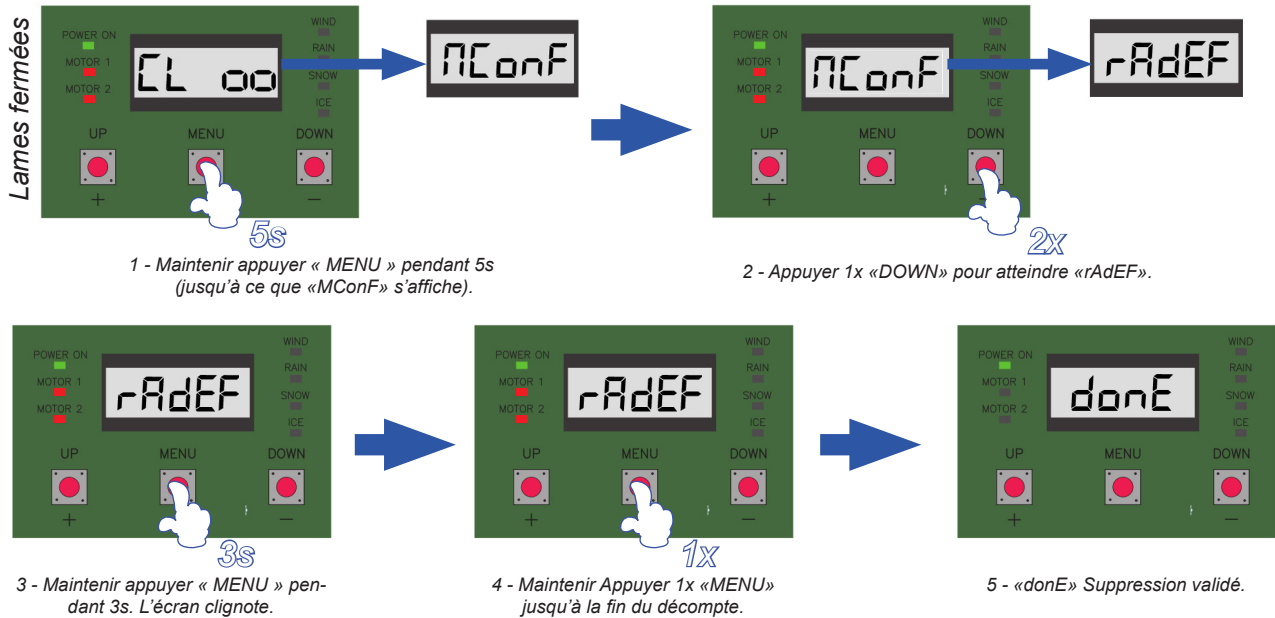 Lames fermées
POWER ON
MOTOR 1
MOTOR 2
WIND
RAIN
SNOW
ICE
CL oo
MConF
UP
MENU
DOWN
+
−
5s
1 - Maintenir appuyer « MENU » pendant 5s
(jusqu’à ce que «MConF» s’affiche).
POWER ON
MOTOR 1
MOTOR 2
WIND
RAIN
SNOW
ICE
MConF
rAdEF
UP
MENU
DOWN
+
−
2x
2 - Appuyer 1x «DOWN» pour atteindre «rAdEF».
POWER ON
MOTOR 1
MOTOR 2
WIND
RAIN
SNOW
ICE
rAdEF
UP
MENU
DOWN
+
−
3s
3 - Maintenir appuyer « MENU » pen-
dant 3s. L’écran clignote.
POWER ON
MOTOR 1
MOTOR 2
WIND
RAIN
SNOW
ICE
rAdEF
UP
MENU
DOWN
+
−
1x
4 - Maintenir Appuyer 1x «MENU»
jusqu’à la fin du décompte.
POWER ON
MOTOR 1
MOTOR 2
WIND
RAIN
SNOW
ICE
donE
UP
MENU
DOWN
+
−
5 - «donE» Suppression validé.